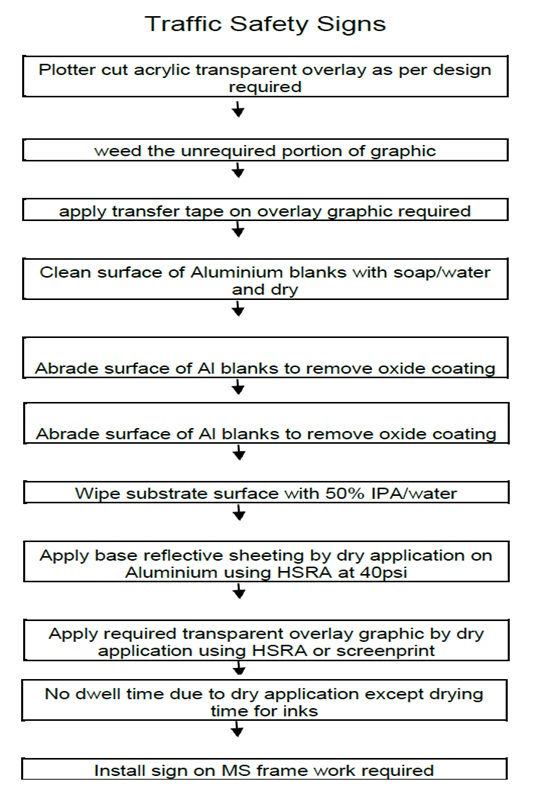 Traffic Safety Signs
Plotter cut acrylic transparent overlay as per design
required
weed the unrequired portion of graphic
apply transfer tape on overlay graphic required
Clean surface of Aluminium blanks with soap/water
and dry
Abrade surface of Al blanks to remove oxide coating
Abrade surface of Al blanks to remove oxide coating
Wipe substrate surface with 50% IPA/water
Apply base reflective sheeting by dry application on
Aluminium using HSRA at 40psi
Apply required transparent overlay graphic by dry
application using HSRA or screenprint
No dwell time due to dry application except drying
time for inks
Install sign on MS frame work required